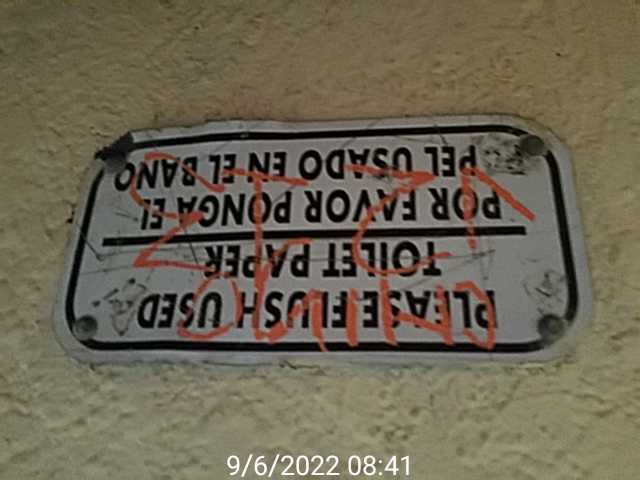 PLEASE FLUSH USED
TOILET PAPER
POR FAVOR PONGA EL
PEL USADO EN EL BANO
9/6/2022 08:41